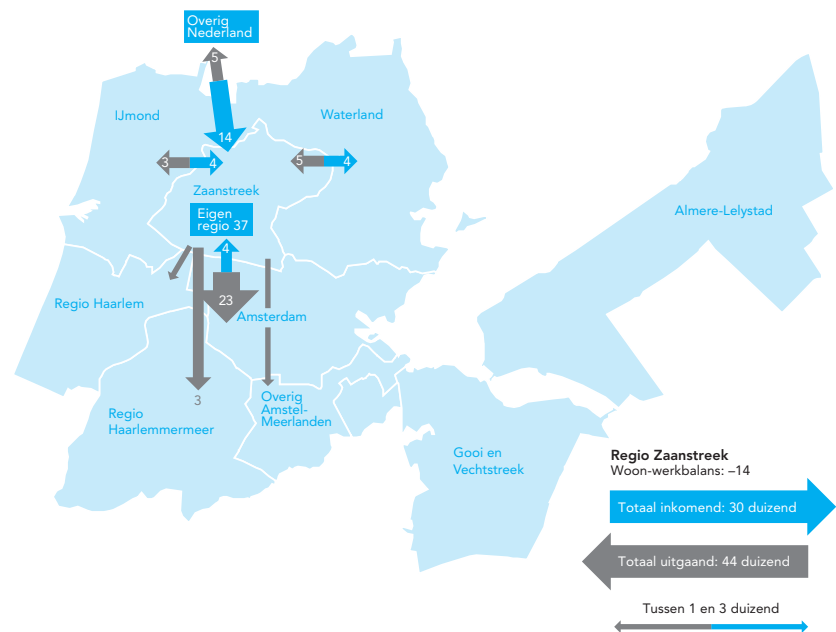 Overig
Nederland
5
IJmond
Waterland
14
3 4
5 4
Zaanstreek
Almere-Lelystad
Eigen
regio 37
4
Regio Haarlem
23
Amsterdam
3
Overig
Amstel-
Meerlanden
Regio
Haarlemmermeer
Gooi en
Vechtstreek
Regio Zaanstreek
Woon-werkbalans: –14
Totaal inkomend: 30 duizend
Totaal uitgaand: 44 duizend
Tussen 1 en 3 duizend